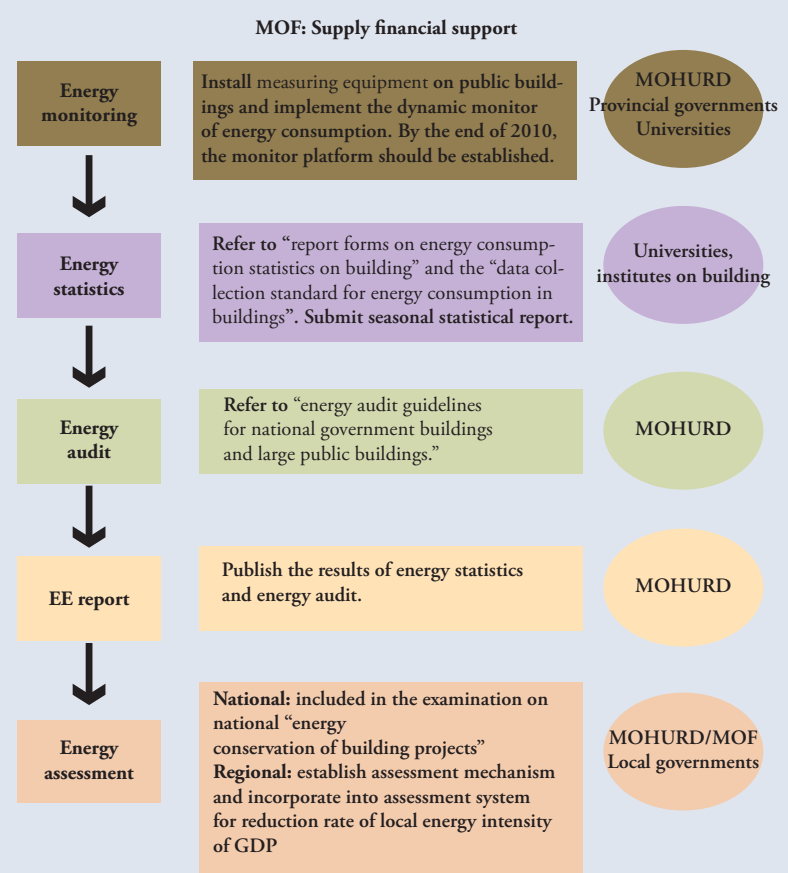 MOF: Supply financial support
Energy
monitoring
Install measuring equipment on public build-
ings and implement the dynamic monitor
of energy consumption. By the end of 2010,
the monitor platform should be established.
MOHURD
Provincial governments
Universities
Energy
statistics
Refer to “report forms on energy consump-
tion statistics on building” and the “data col-
lection standard for energy consumption in
buildings”. Submit seasonal statistical report.
Universities,
institutes on building
Energy
audit
Refer to “energy audit guidelines
for national government buildings
and large public buildings.”
MOHURD
EE report
Publish the results of energy statistics
and energy audit.
MOHURD
Energy
assessment
National: included in the examination on
national “energy
conservation of building projects”
Regional: establish assessment mechanism
and incorporate into assessment system
for reduction rate of local energy intensity
of GDP
MOHURD/MOF
Local governments